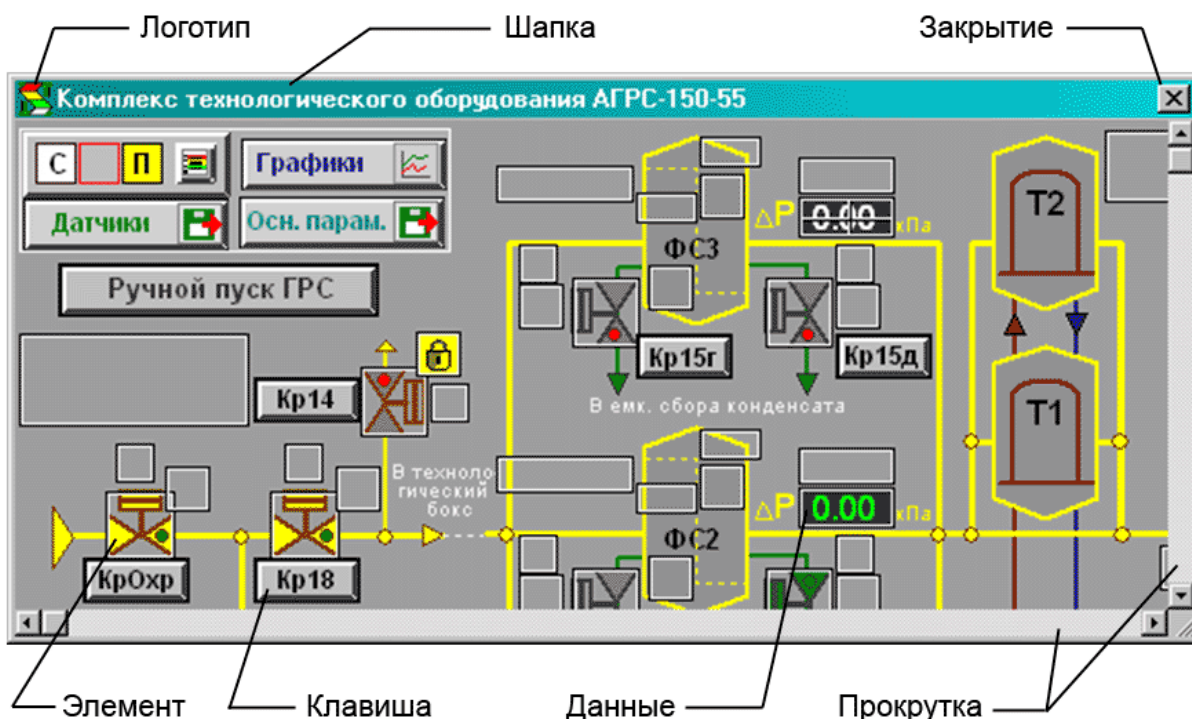 Логотип Шапка Закрытие
Комплекс технологического оборудования АГРС-150-55
С П Графики
Датчики Осн. парам.
Ручной пуск ГРС
ΔP 0.00 кПа
ФС3
Т2
Кр15г Кр15д
В емк. сбора конденсата
Кр14
Т1
В техноло
гический
бокс
ΔP 0.00 кПа
ФС2
КрОхр Кр18
Элемент Клавиша Данные Прокрутка